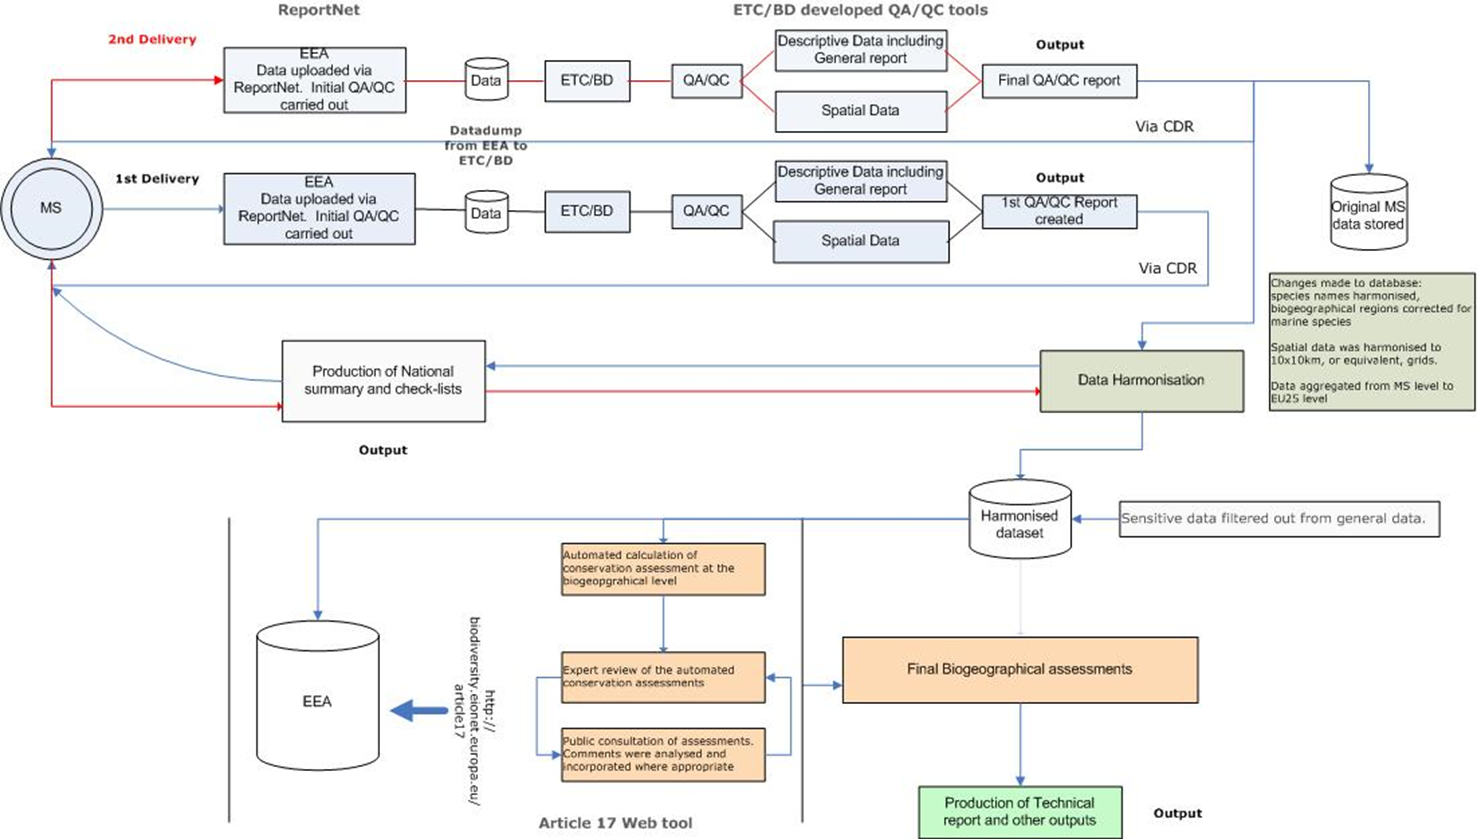 ReportNet
ETC/BD developed QA/QC tools
2nd Delivery
EEA
Data uploaded via
ReportNet.  Initial QA/QC
carried out
Data
ETC/BD
QA/QC
Descriptive Data including
General report
Spatial Data
Output
Final QA/QC report
Via CDR
Datadump
from EEA to
ETC/BD
MS
1st Delivery
EEA
Data uploaded via
ReportNet.  Initial QA/QC
carried out
Data
ETC/BD
QA/QC
Descriptive Data including
General report
Spatial Data
Output
1st QA/QC Report
created
Via CDR
Original MS
data stored
Changes made to database:
species names harmonised,
biogeographical regions corrected for
marine species
Spatial data was harmonised to
10x10km, or equivalent, grids.
Data aggregated from MS level to
EU25 level
Production of National
summary and check-lists
Output
Data Harmonisation
Harmonised
dataset
Sensitive data filtered out from general data.
Automated calculation of
conservation assessment at the
biogeopgrahical level
Expert review of the automated
conservation assessments
Public consultation of assessments.
Comments were analysed and
incorporated where appropriate
EEA
http://
biodiversity.eionet.europa.eu/
article17
Article 17 Web tool
Final Biogeographical assessments
Production of Technical
report and other outputs
Output